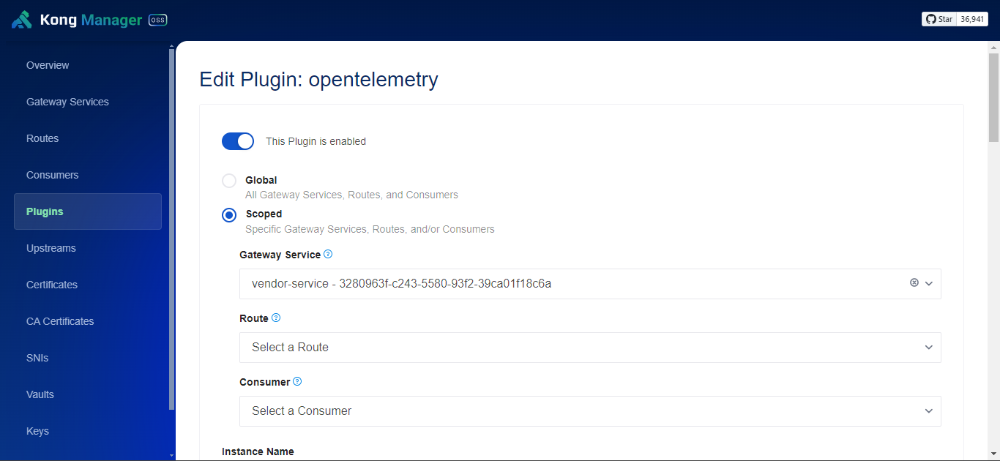 Kong Manager OSS
Star 36,941
Overview
Gateway Services
Routes
Consumers
Plugins
Upstreams
Certificates
CA Certificates
SNIs
Vaults
Keys
Edit Plugin: opentelemetry
This Plugin is enabled
Global
All Gateway Services, Routes, and Consumers
Scoped
Specific Gateway Services, Routes, and/or Consumers
Gateway Service ?
vendor-service - 3280963f-c243-5580-93f2-39ca01f18c6a
Route ?
Select a Route
Consumer ?
Select a Consumer
Instance Name